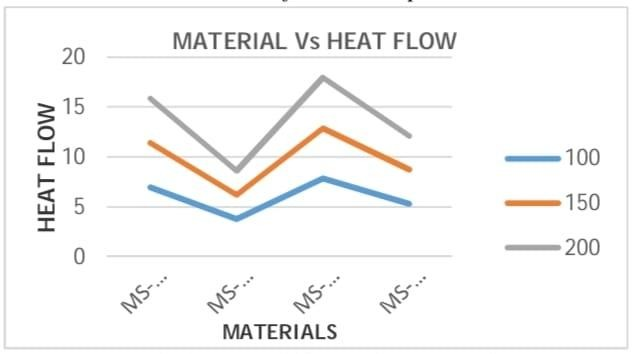 MATERIAL Vs HEAT FLOW
HEAT FLOW
20
15
10
5
0
MS-...
MS-...
MS-...
MS-...
MATERIALS
100
150
200